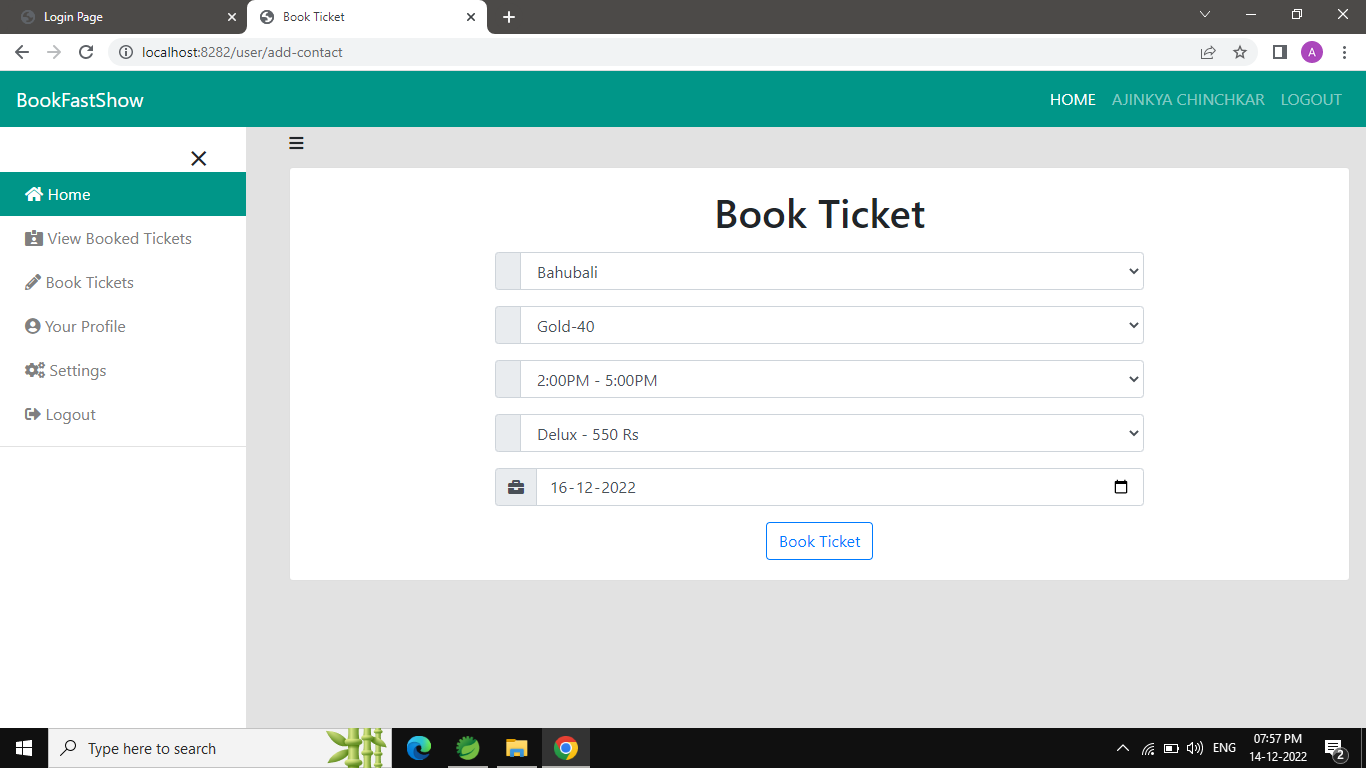 Login Page
Book Ticket
localhost:8282/user/add-contact
A
BookFastShow
HOME
AJINKYA CHINCHKAR
LOGOUT
Home
View Booked Tickets
Book Tickets
Your Profile
Settings
Logout
Book Ticket
Bahubali
Gold-40
2:00PM - 5:00PM
Delux - 550 Rs
16-12-2022
Book Ticket
Type here to search
ENG
07:57 PM
14-12-2022
2